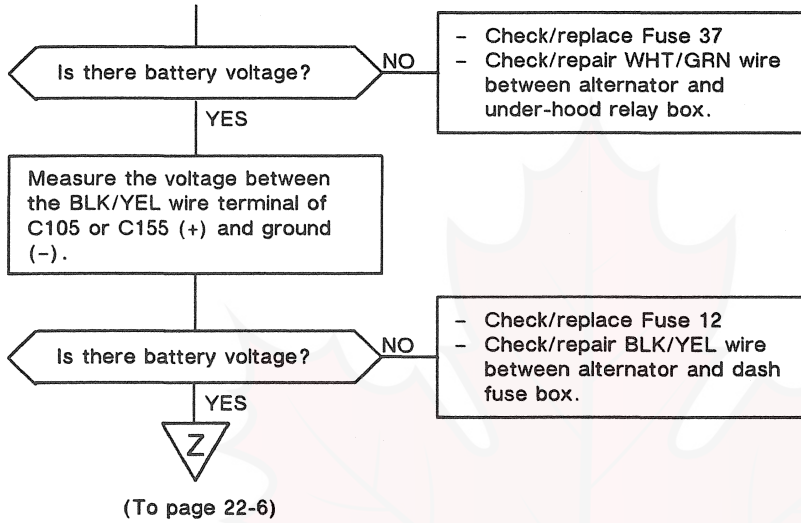 Is there battery voltage?
NO
– Check/replace Fuse 37
– Check/repair WHT/GRN wire
between alternator and
under-hood relay box.
YES
Measure the voltage between
the BLK/YEL wire terminal of
C105 or C155 (+) and ground
(–).
Is there battery voltage?
NO
– Check/replace Fuse 12
– Check/repair BLK/YEL wire
between alternator and dash
fuse box.
YES
Z
(To page 22-6)